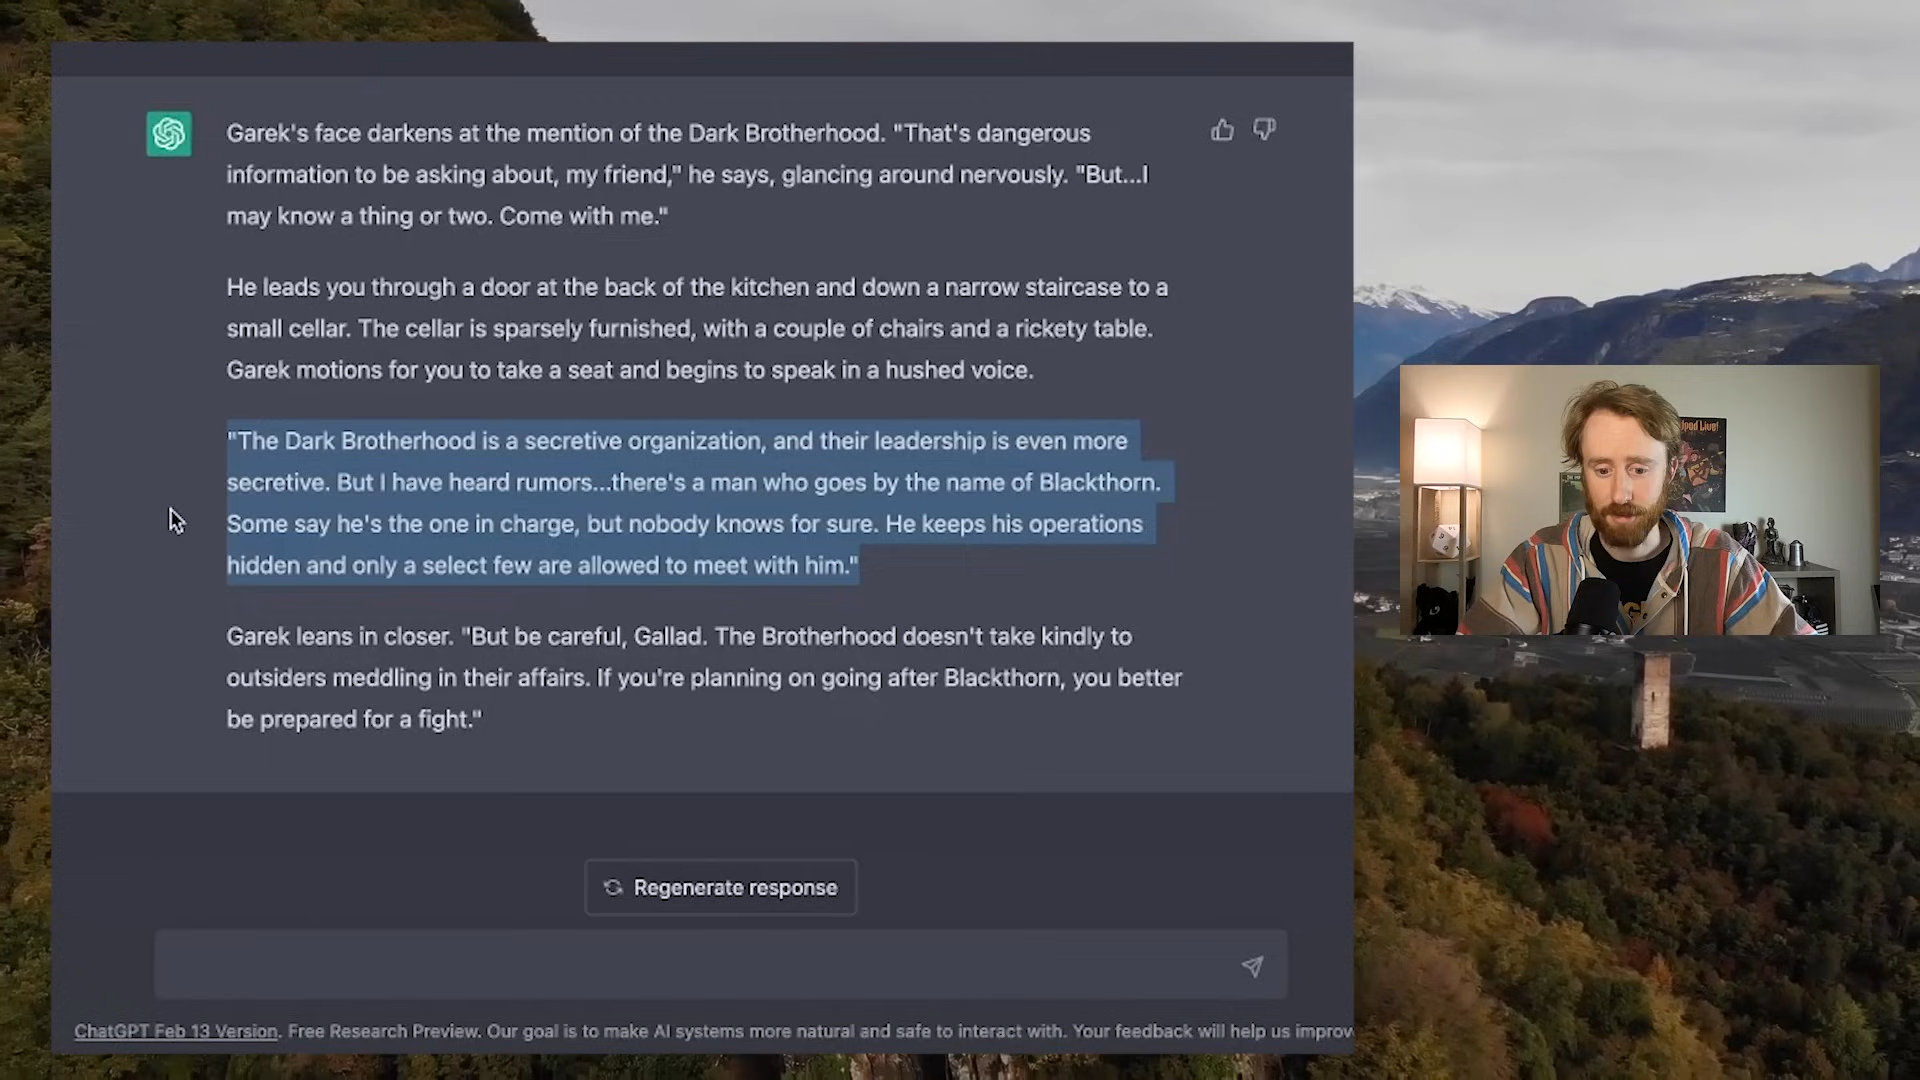 Garek's face darkens at the mention of the Dark Brotherhood. "That's dangerous
information to be asking about, my friend," he says, glancing around nervously. "But...I
may know a thing or two. Come with me."
He leads you through a door at the back of the kitchen and down a narrow staircase to a
small cellar. The cellar is sparsely furnished, with a couple of chairs and a rickety table.
Garek motions for you to take a seat and begins to speak in a hushed voice.
"The Dark Brotherhood is a secretive organization, and their leadership is even more
secretive. But I have heard rumors...there's a man who goes by the name of Blackthorn.
Some say he's the one in charge, but nobody knows for sure. He keeps his operations
hidden and only a select few are allowed to meet with him."
Garek leans in closer. "But be careful, Gallad. The Brotherhood doesn't take kindly to
outsiders meddling in their affairs. If you're planning on going after Blackthorn, you better
be prepared for a fight."
Regenerate response
ChatGPT Feb 13 Version. Free Research Preview. Our goal is to make AI systems more natural and safe to interact with. Your feedback will help us improv